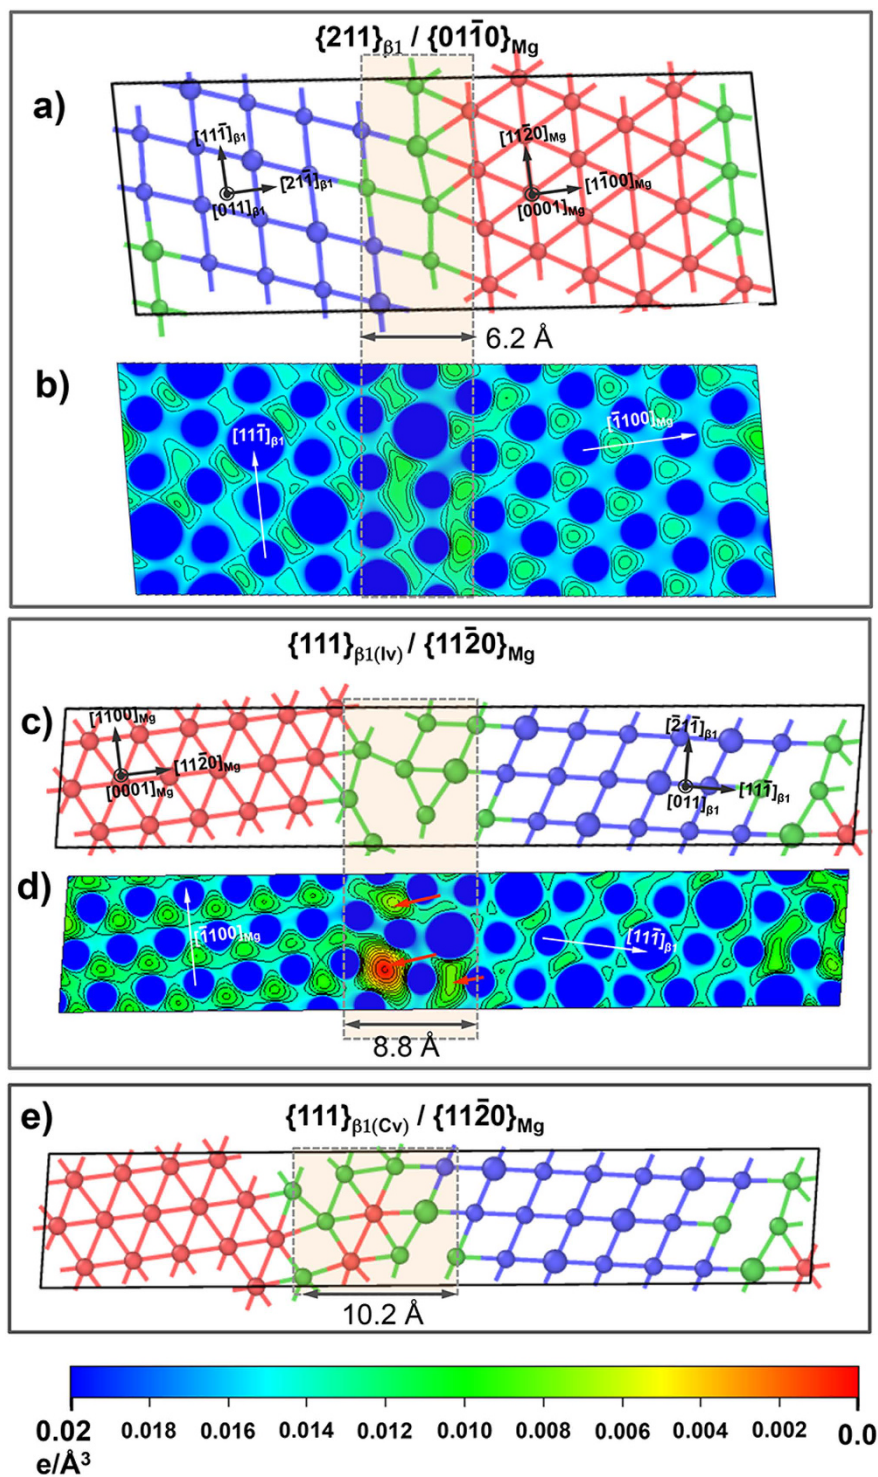 {211}β1 / {011̄0}Mg
a)
[111̄]β1
[211̄]β1
[011]β1
[112̄0]Mg
[11̄00]Mg
[0001]Mg
6.2 Å
b)
[111̄]β1
[1̄100]Mg
{111}β1(Iv) / {112̄0}Mg
c)
[1̄100]Mg
[112̄0]Mg
[0001]Mg
[2̄11̄]β1
[111̄]β1
[011]β1
d)
[1̄100]Mg
[111̄]β1
8.8 Å
e)
{111}β1(Cv) / {112̄0}Mg
10.2 Å
0.02 0.018 0.016 0.014 0.012 0.010 0.008 0.006 0.004 0.002 0.0
e/Å³